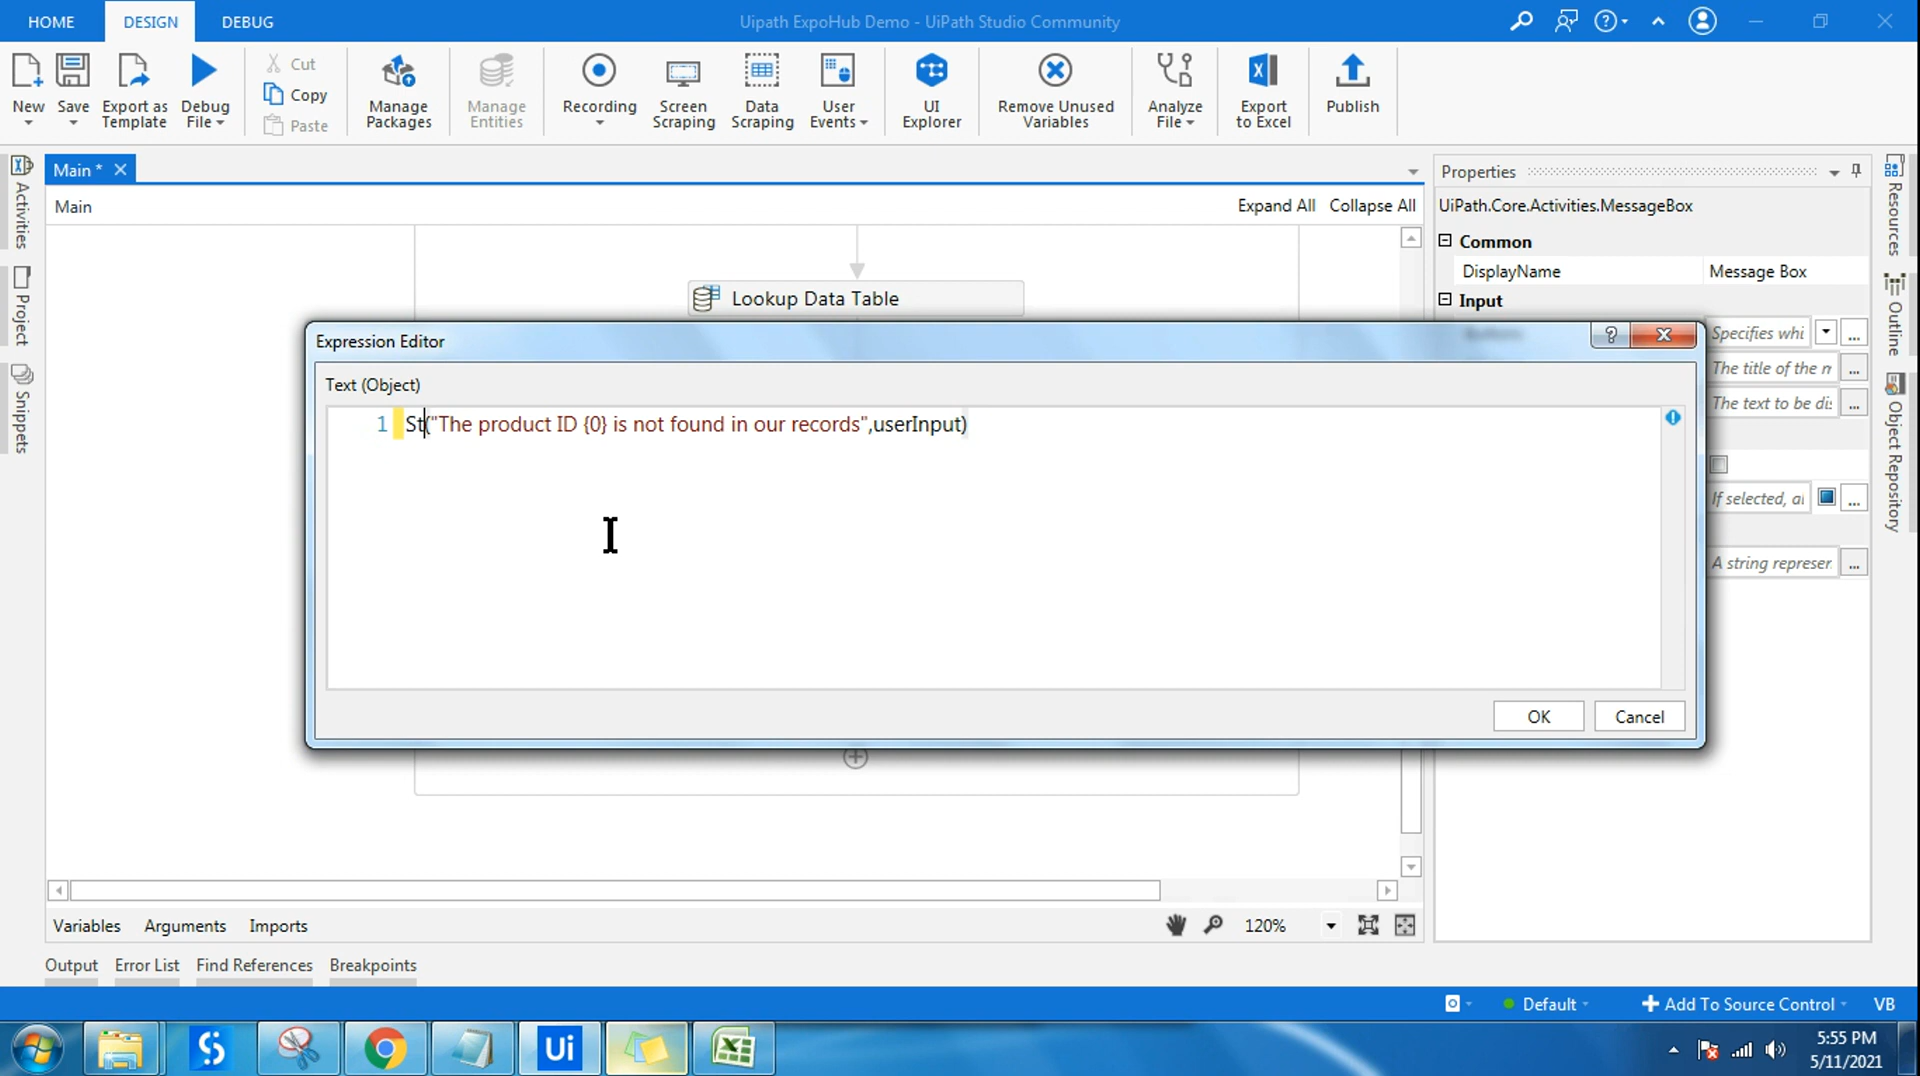 HOME DESIGN DEBUG Uipath ExpoHub Demo - UiPath Studio Community
New Save Export as Template Debug File Cut Copy Paste Manage Packages Manage Entities Recording Screen Scraping Data Scraping User Events UI Explorer Remove Unused Variables Analyze File Export to Excel Publish
Main * Properties
Main Expand All Collapse All UiPath.Core.Activities.MessageBox
Activities
Project
Snippets
Resources
Outline
Object Repository
Common
DisplayName Message Box
Lookup Data Table
Input
Buttons Specifies whi ...
The title of the m ...
The text to be dis ...
If selected, al ...
A string represer ...
Expression Editor ?
Text (Object)
1 St("The product ID {0} is not found in our records",userInput)
OK Cancel
Variables Arguments Imports 120%
Output Error List Find References Breakpoints
Default Add To Source Control VB
Ui
5:55 PM
5/11/2021